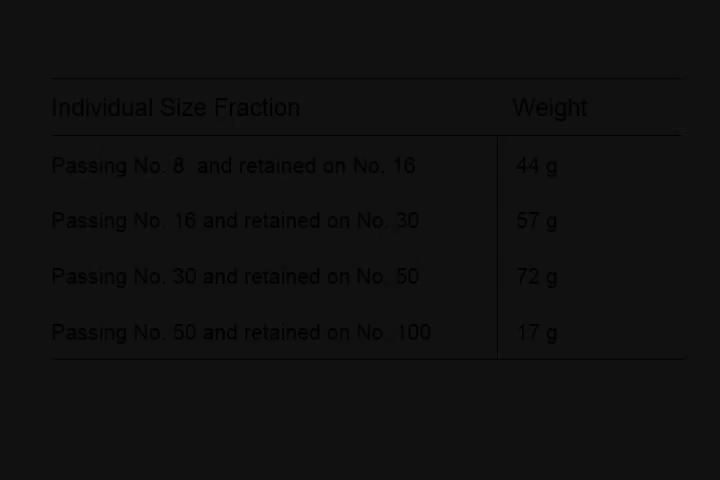 Individual Size Fraction Weight
Passing No. 8 and retained on No. 16 44 g
Passing No. 16 and retained on No. 30 57 g
Passing No. 30 and retained on No. 50 72 g
Passing No. 50 and retained on No. 100 17 g